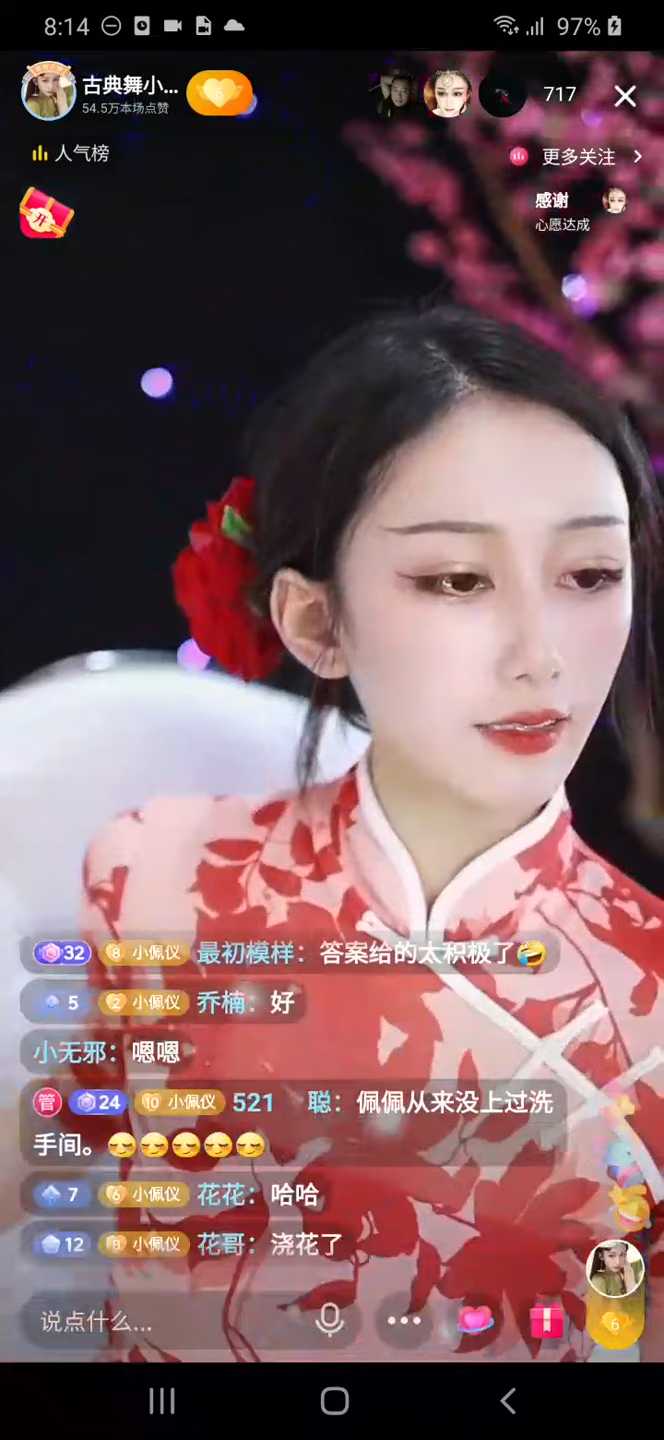 8:14
97%
古典舞小...
54.5万本场点赞
6
717
人气榜
更多关注
开
感谢
心愿达成
32 8 小佩仪 最初模样：答案给的太积极了🤣
5 2 小佩仪 乔楠：好
小无邪：嗯嗯
管 24 10 小佩仪 521 聪：佩佩从来没上过洗
手间。😌😌😌😌😌
7 6 小佩仪 花花：哈哈
12 8 小佩仪 花哥：浇花了
说点什么...
6